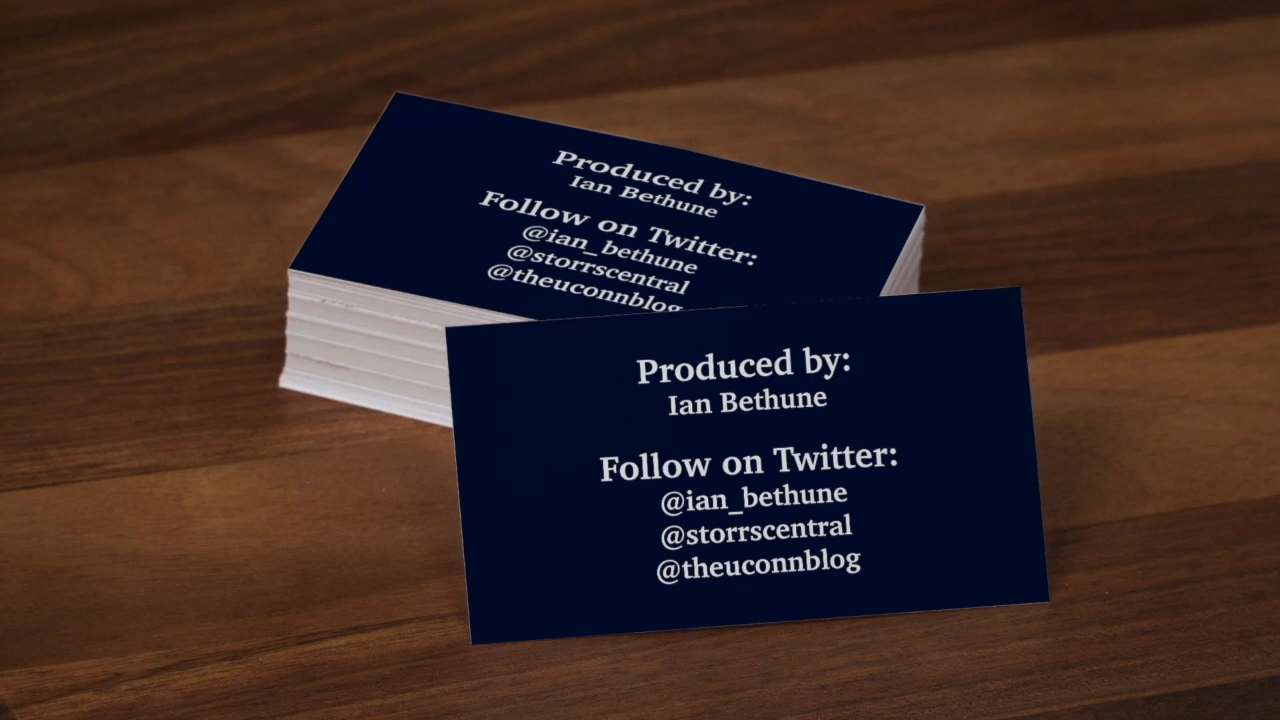 Produced by:
Ian Bethune
Follow on Twitter:
@ian_bethune
@storrscentral
@theuconnblog
Produced by:
Ian Bethune
Follow on Twitter:
@ian_bethune
@storrscentral
@theuconnblog